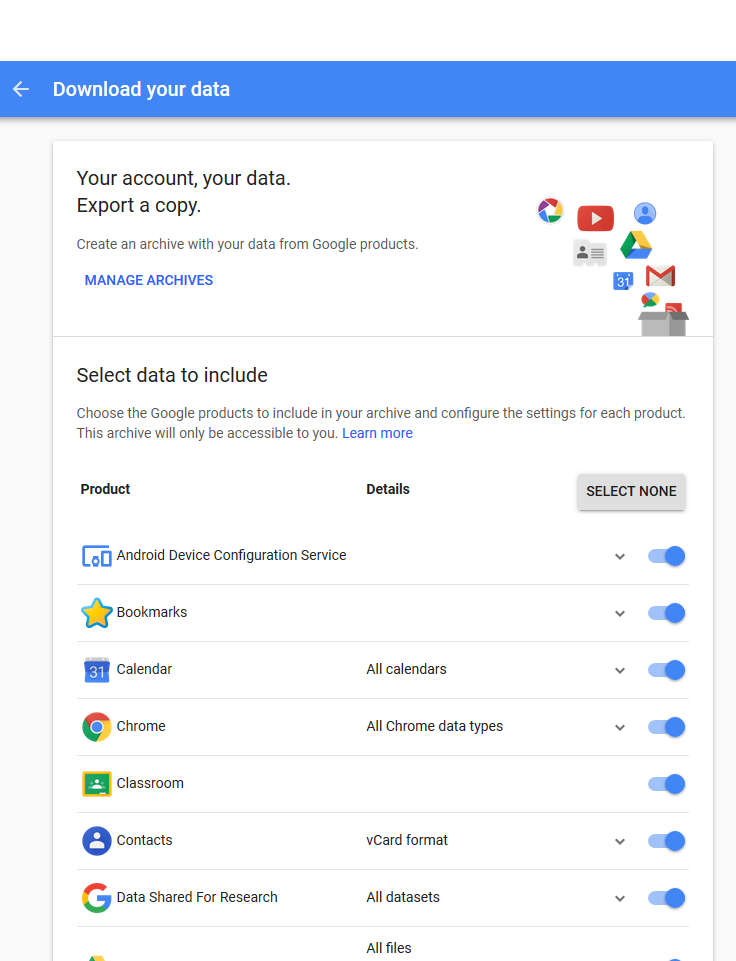 Download your data
Your account, your data.
Export a copy.
Create an archive with your data from Google products.
MANAGE ARCHIVES
31
Select data to include
Choose the Google products to include in your archive and configure the settings for each product.
This archive will only be accessible to you. Learn more
Product Details SELECT NONE
Android Device Configuration Service
Bookmarks
31 Calendar All calendars
Chrome All Chrome data types
Classroom
Contacts vCard format
Data Shared For Research All datasets
All files